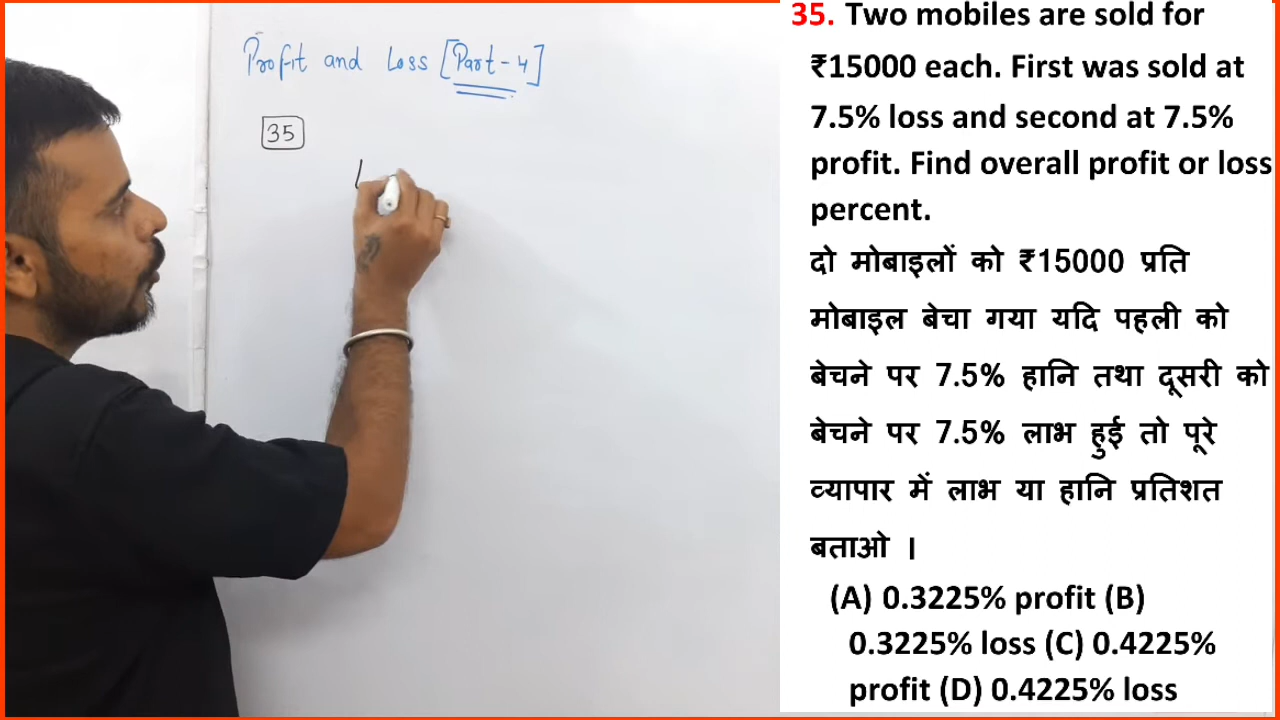 Profit and Loss [Part-4]
35
35. Two mobiles are sold for
₹15000 each. First was sold at
7.5% loss and second at 7.5%
profit. Find overall profit or loss
percent.
दो मोबाइलों को ₹15000 प्रति
मोबाइल बेचा गया यदि पहली को
बेचने पर 7.5% हानि तथा दूसरी को
बेचने पर 7.5% लाभ हुई तो पूरे
व्यापार में लाभ या हानि प्रतिशत
बताओ ।
(A) 0.3225% profit (B)
0.3225% loss (C) 0.4225%
profit (D) 0.4225% loss